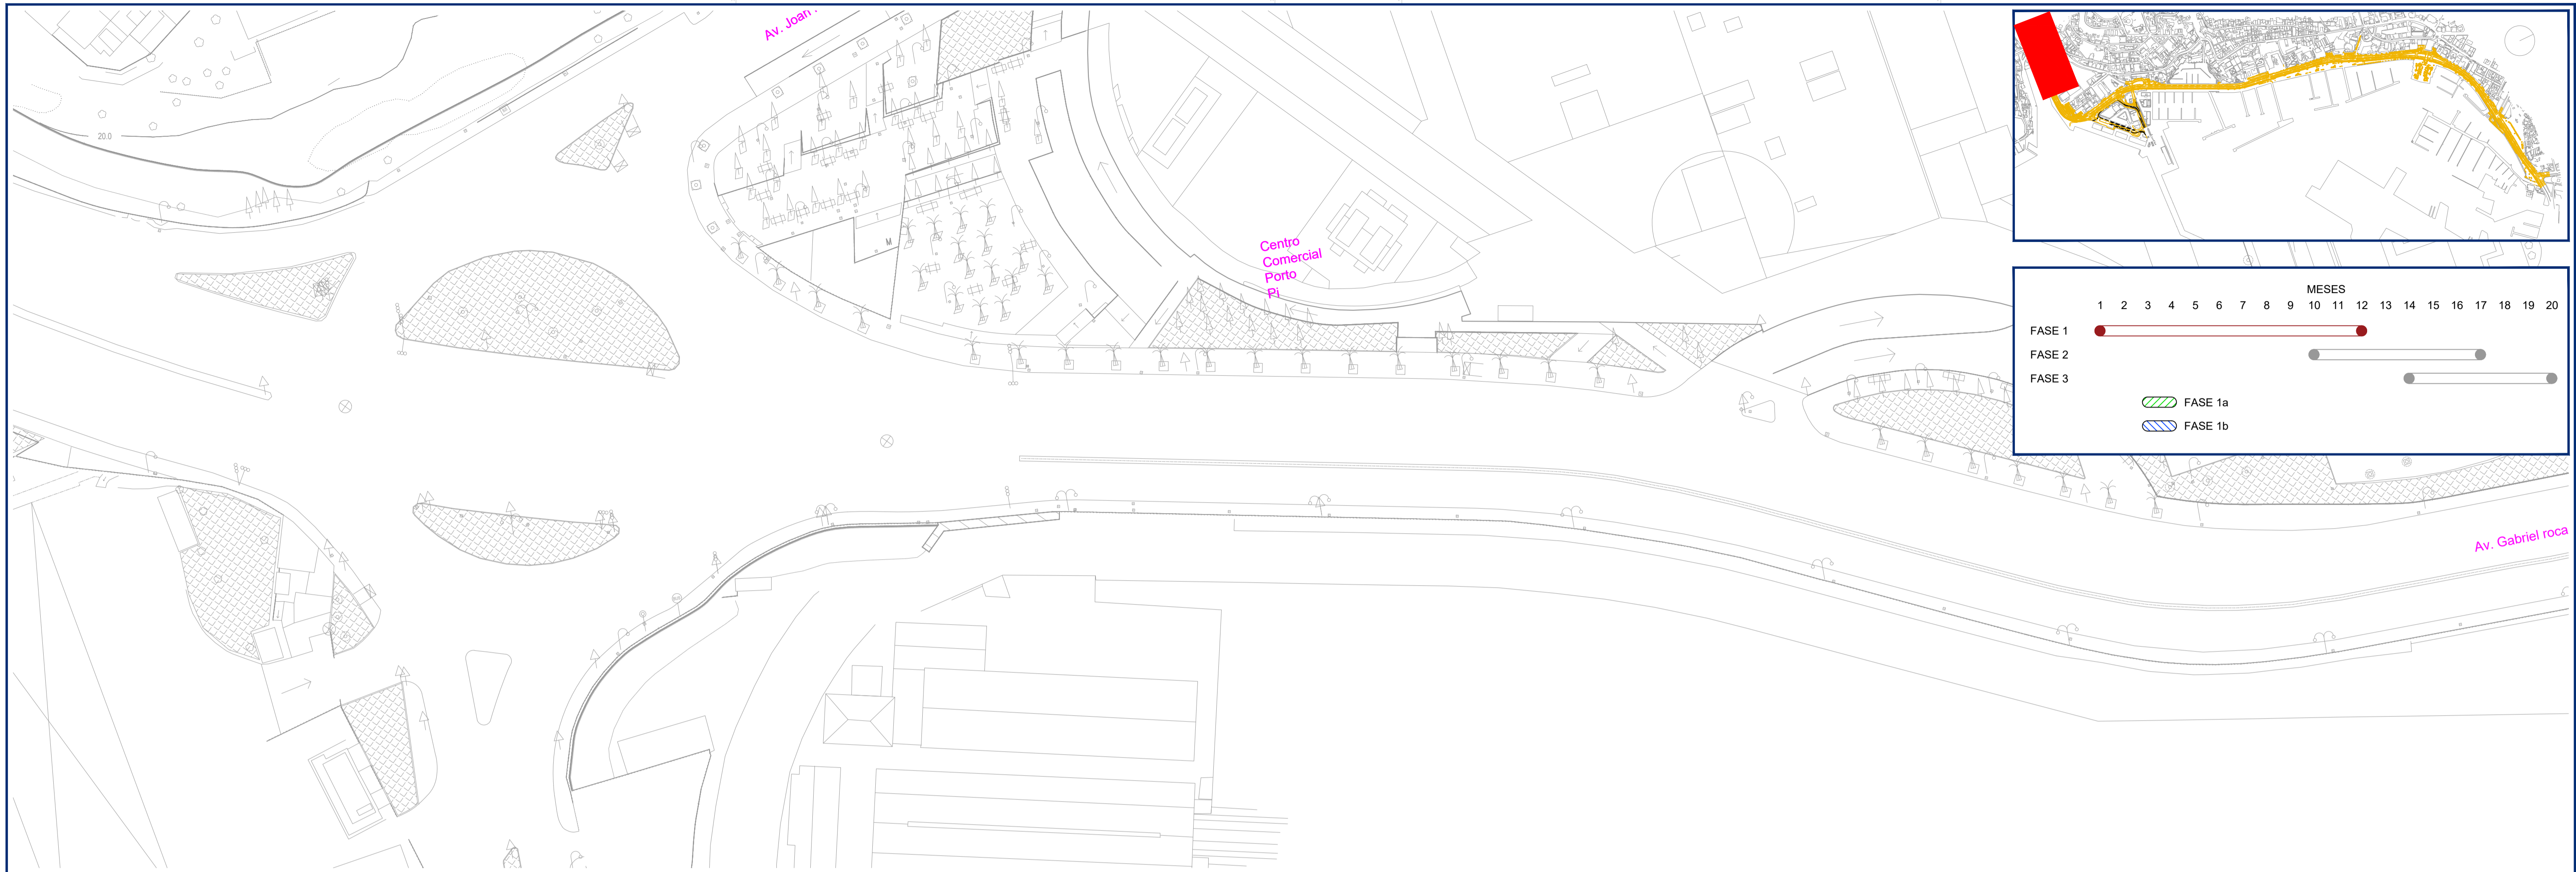 Av. Joan
20.0
M
Centro
Comercial
Porto
Pi
Av. Gabriel roca
MESES
1 2 3 4 5 6 7 8 9 10 11 12 13 14 15 16 17 18 19 20
FASE 1
FASE 2
FASE 3
FASE 1a
FASE 1b